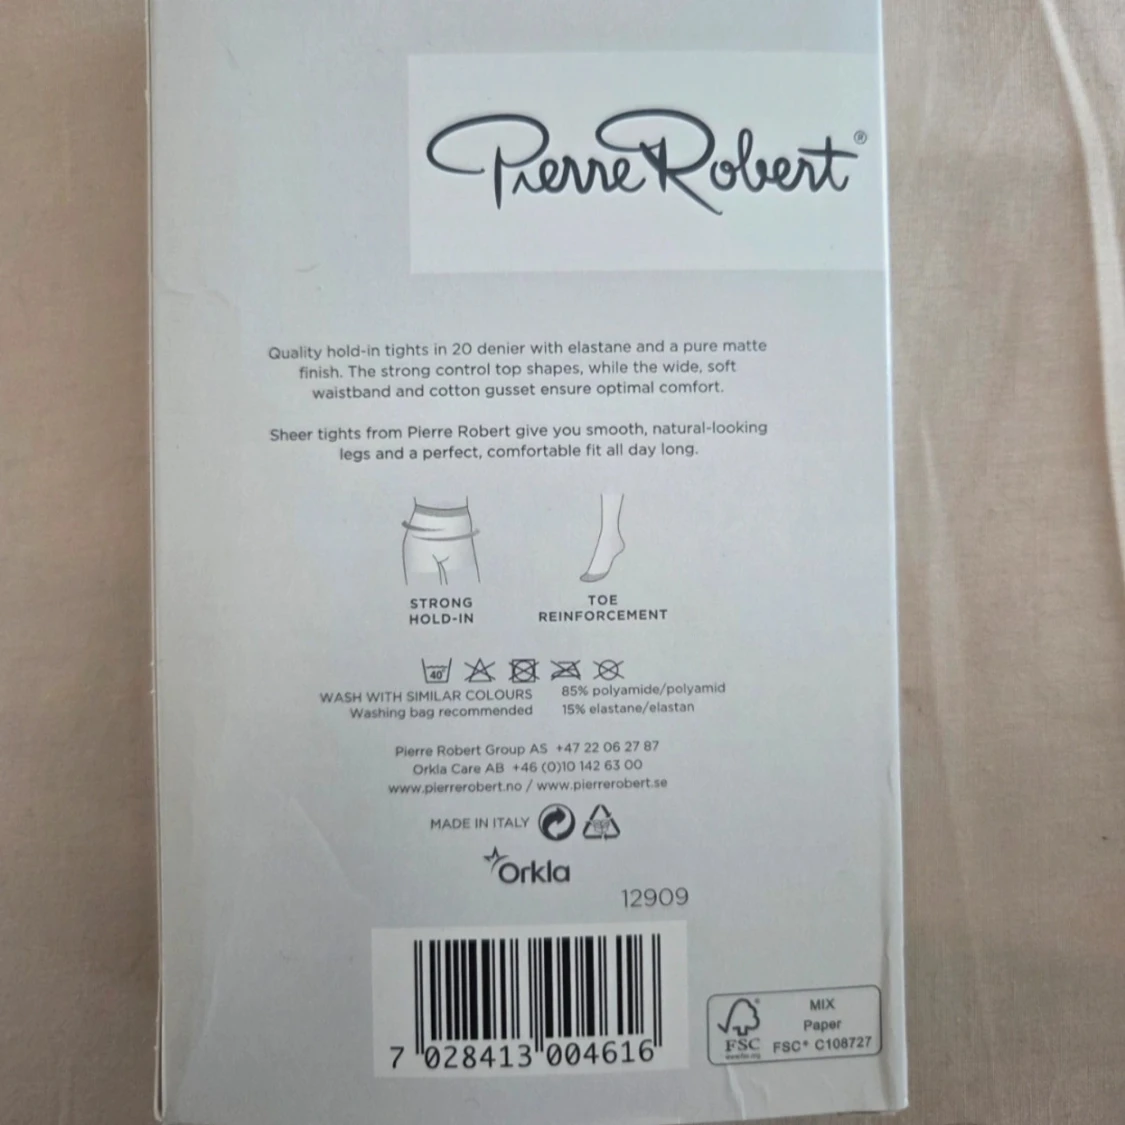 Pierre Robert®
Quality hold-in tights in 20 denier with elastane and a pure matte
finish. The strong control top shapes, while the wide, soft
waistband and cotton gusset ensure optimal comfort.
Sheer tights from Pierre Robert give you smooth, natural-looking
legs and a perfect, comfortable fit all day long.
STRONG
HOLD-IN
TOE
REINFORCEMENT
40°
WASH WITH SIMILAR COLOURS
Washing bag recommended
85% polyamide/polyamid
15% elastane/elastan
Pierre Robert Group AS +47 22 06 27 87
Orkla Care AB +46 (0)10 142 63 00
www.pierrerobert.no / www.pierrerobert.se
MADE IN ITALY
Orkla
12909
7 028413 004616
FSC
MIX
Paper
FSC® C108727